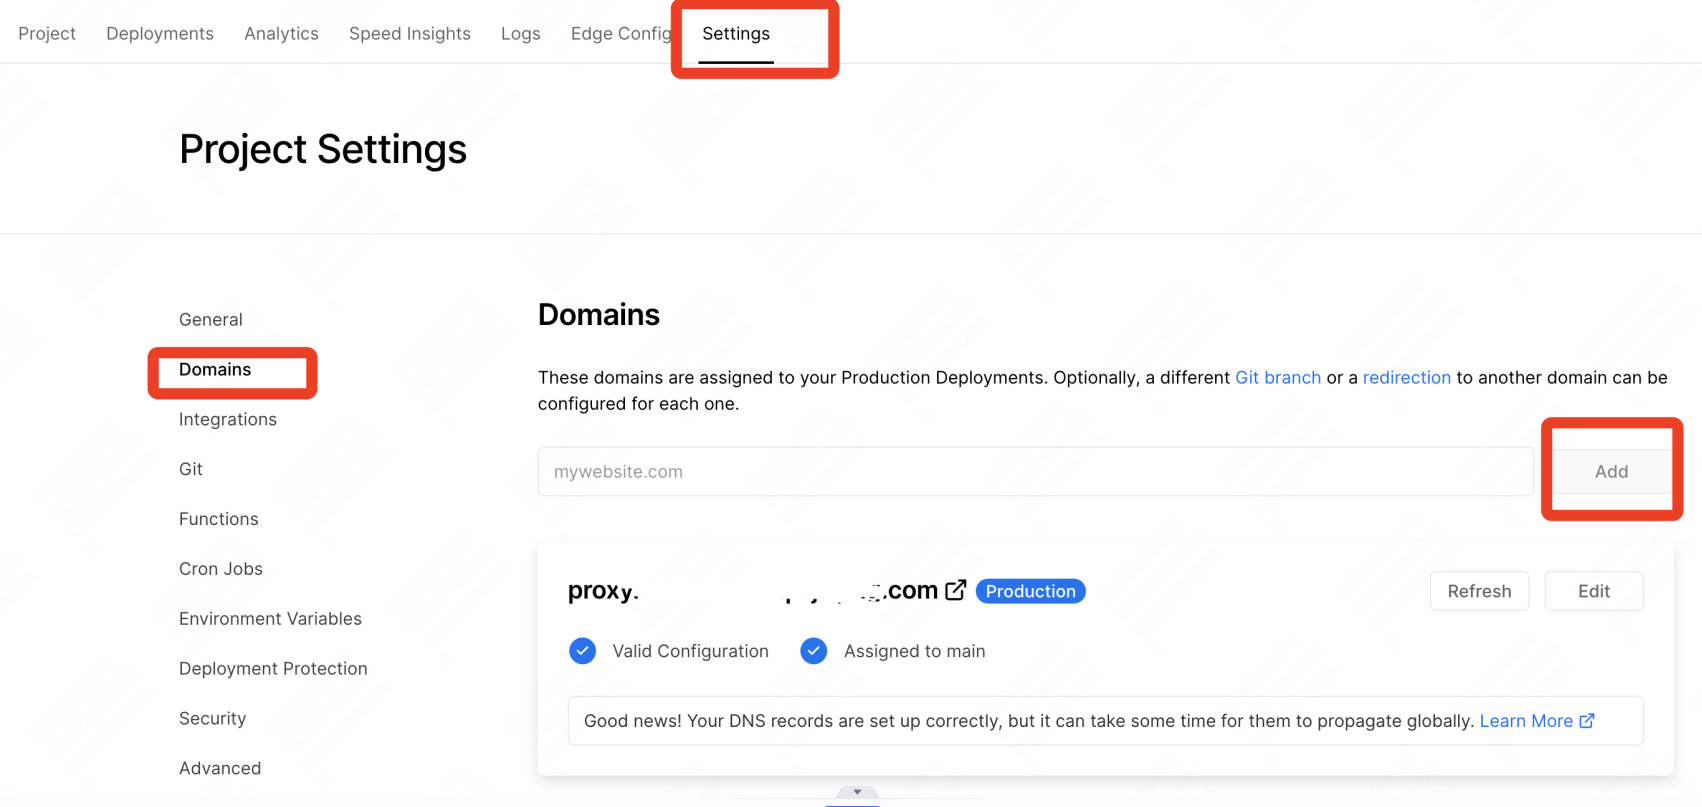 Project Deployments Analytics Speed Insights Logs Edge Config Settings
Project Settings
General
Domains
Integrations
Git
Functions
Cron Jobs
Environment Variables
Deployment Protection
Security
Advanced
Domains
These domains are assigned to your Production Deployments. Optionally, a different Git branch or a redirection to another domain can be
configured for each one.
mywebsite.com Add
proxy. .com Production Refresh Edit
Valid Configuration Assigned to main
Good news! Your DNS records are set up correctly, but it can take some time for them to propagate globally. Learn More